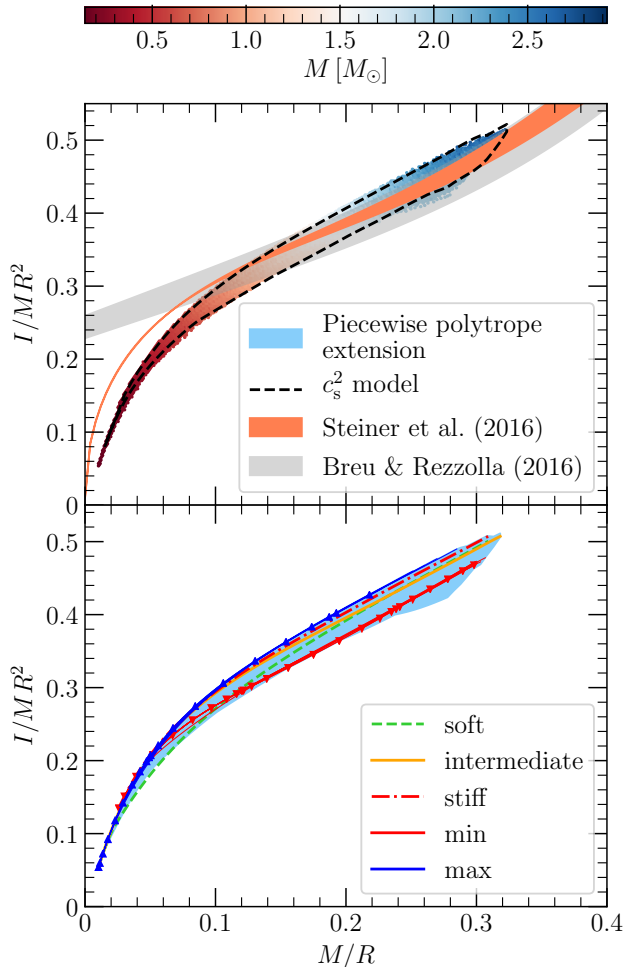 0.5 1.0 1.5 2.0 2.5
M [M⊙]
0.5
0.4
0.3
0.2
0.1
0
I/MR²
Piecewise polytrope
extension
c_s² model
Steiner et al. (2016)
Breu & Rezzolla (2016)
0.5
0.4
0.3
0.2
0.1
0
I/MR²
soft
intermediate
stiff
min
max
0 0.1 0.2 0.3 0.4
M/R